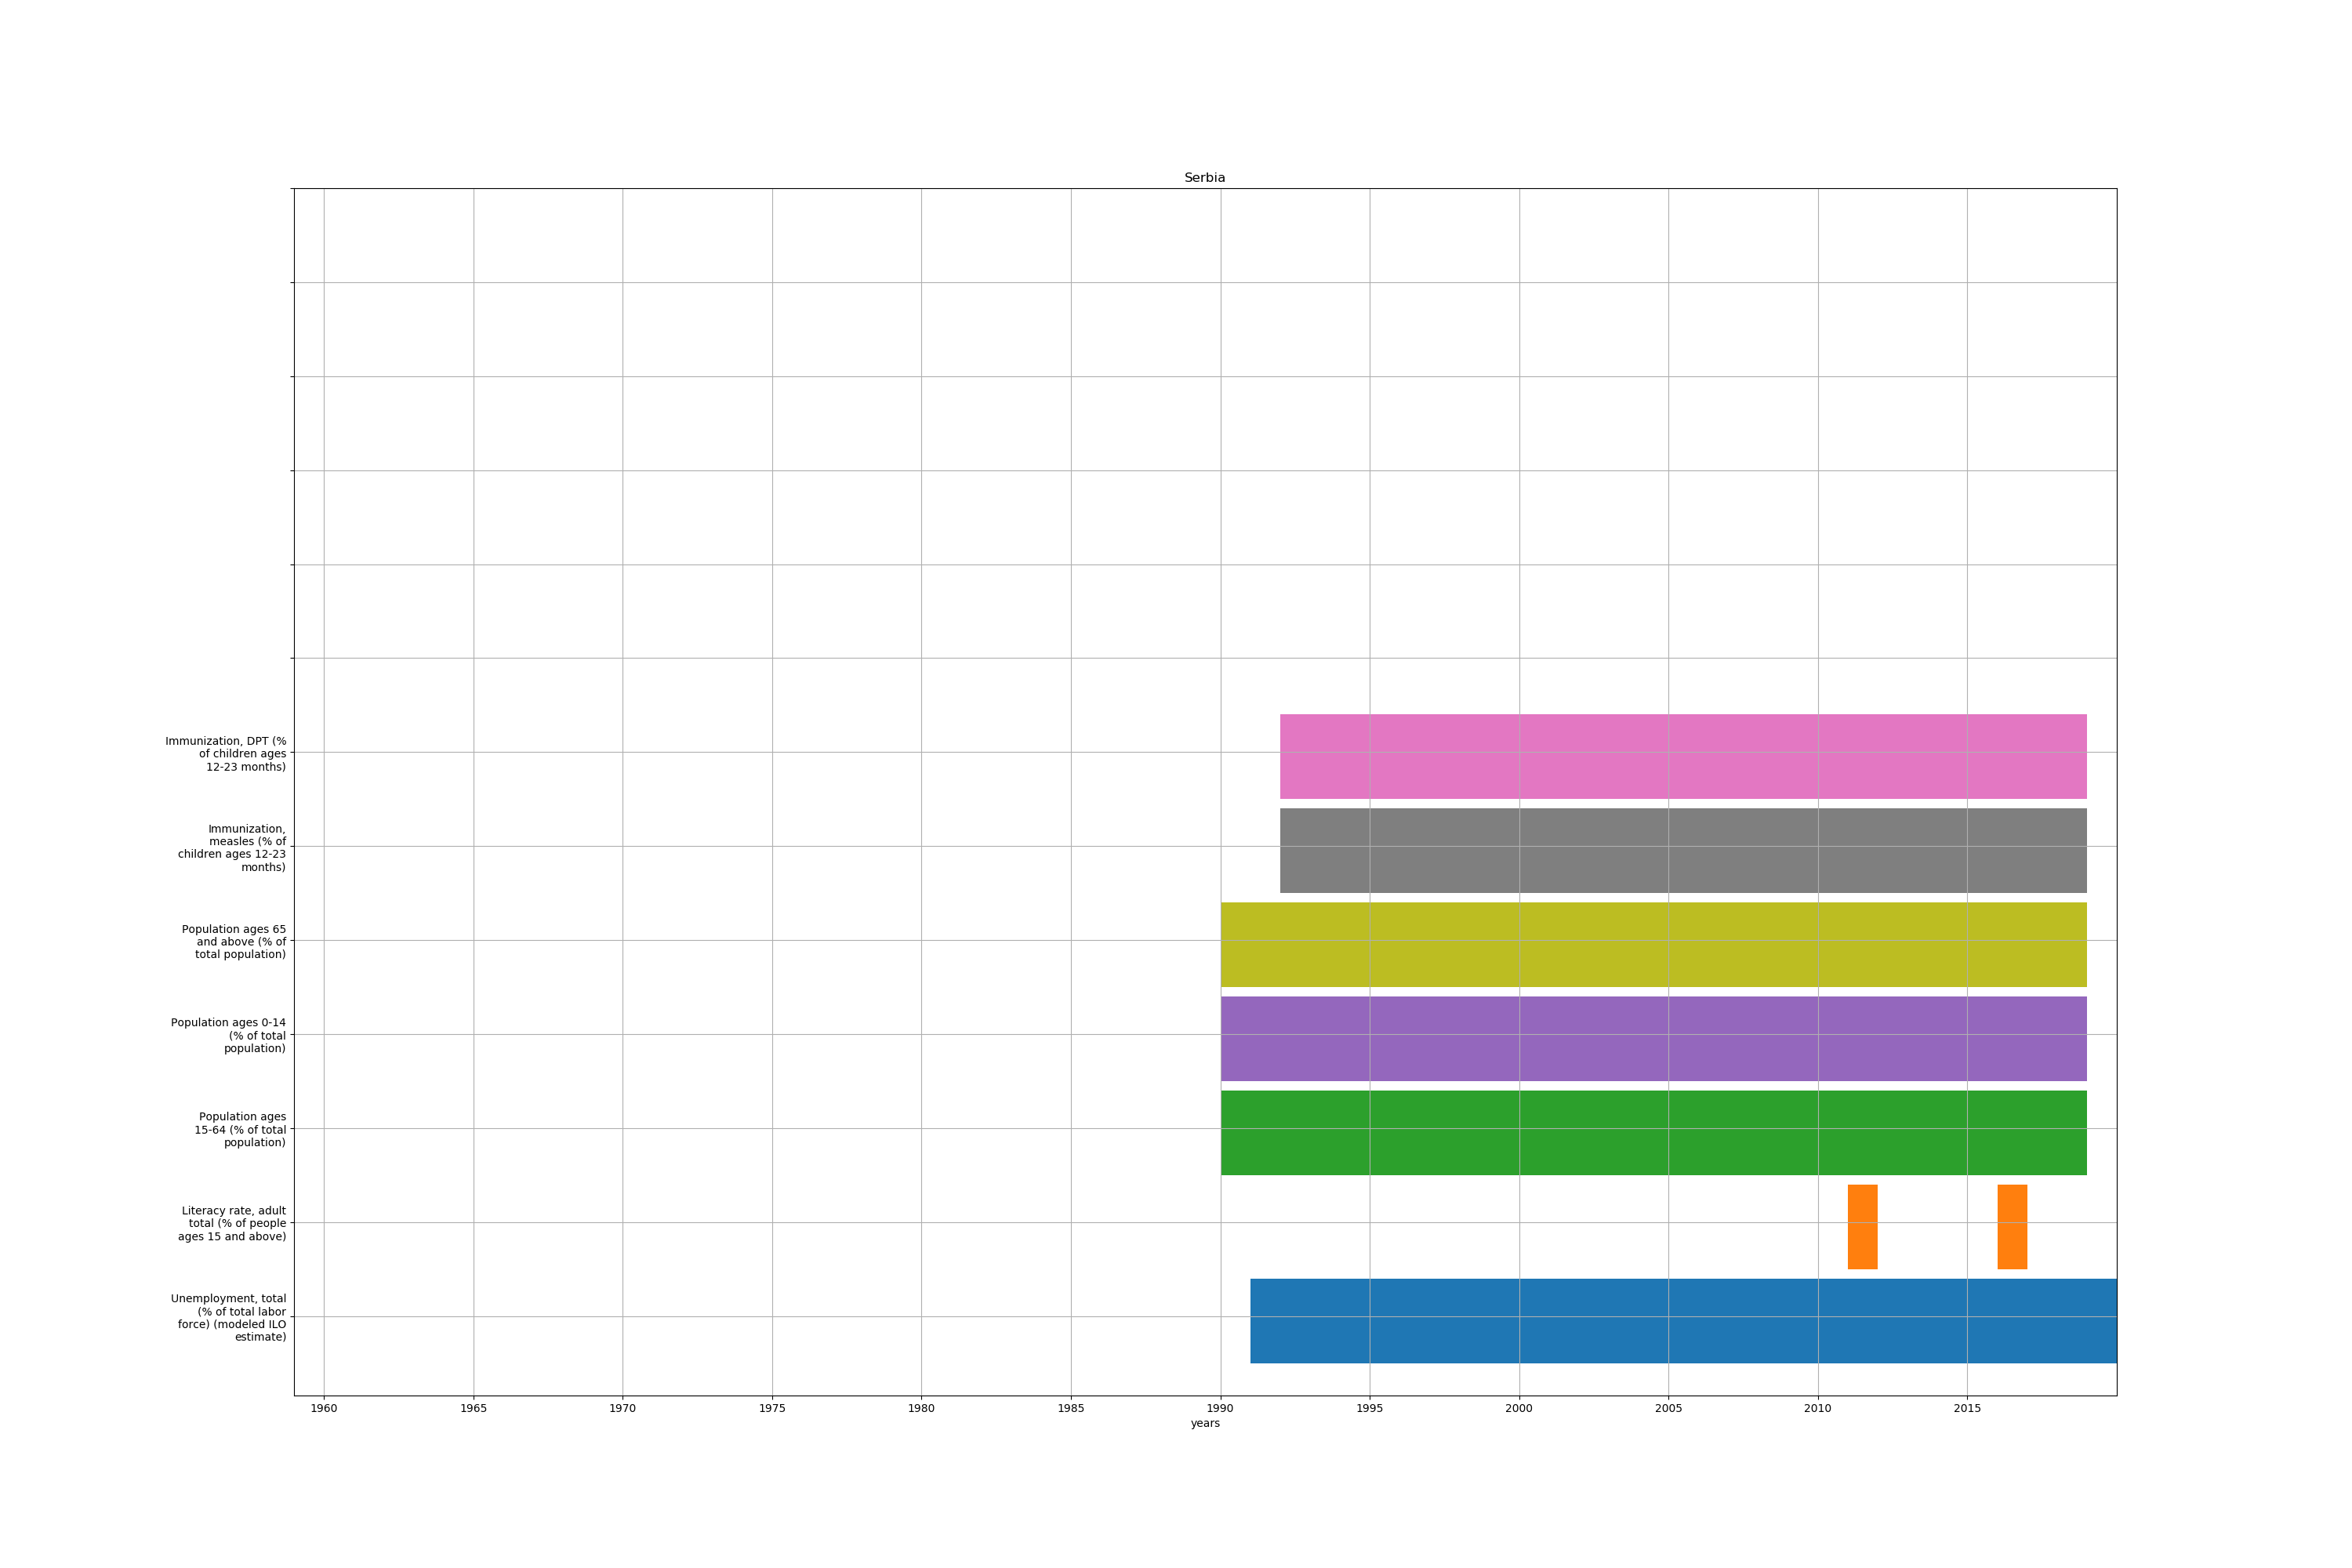 Serbia
Immunization, DPT (%
of children ages
12-23 months)
Immunization,
measles (% of
children ages 12-23
months)
Population ages 65
and above (% of
total population)
Population ages 0-14
(% of total
population)
Population ages
15-64 (% of total
population)
Literacy rate, adult
total (% of people
ages 15 and above)
Unemployment, total
(% of total labor
force) (modeled ILO
estimate)
1960 1965 1970 1975 1980 1985 1990 1995 2000 2005 2010 2015
years